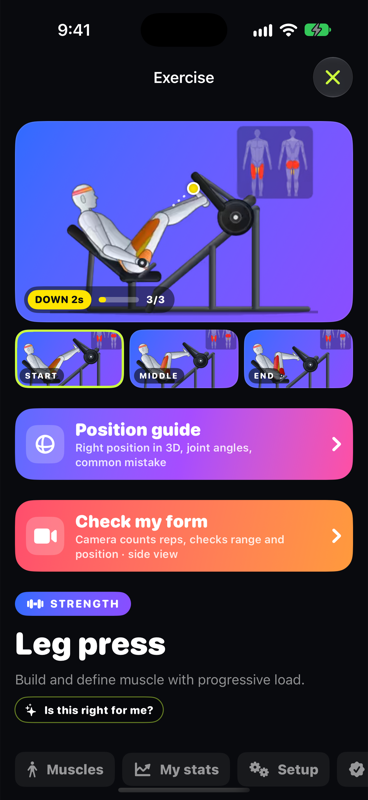 9:41
Exercise
DOWN 2s 3/3
START MIDDLE END
Position guide
Right position in 3D, joint angles,
common mistake
Check my form
Camera counts reps, checks range and
position · side view
STRENGTH
Leg press
Build and define muscle with progressive load.
Is this right for me?
Muscles My stats Setup